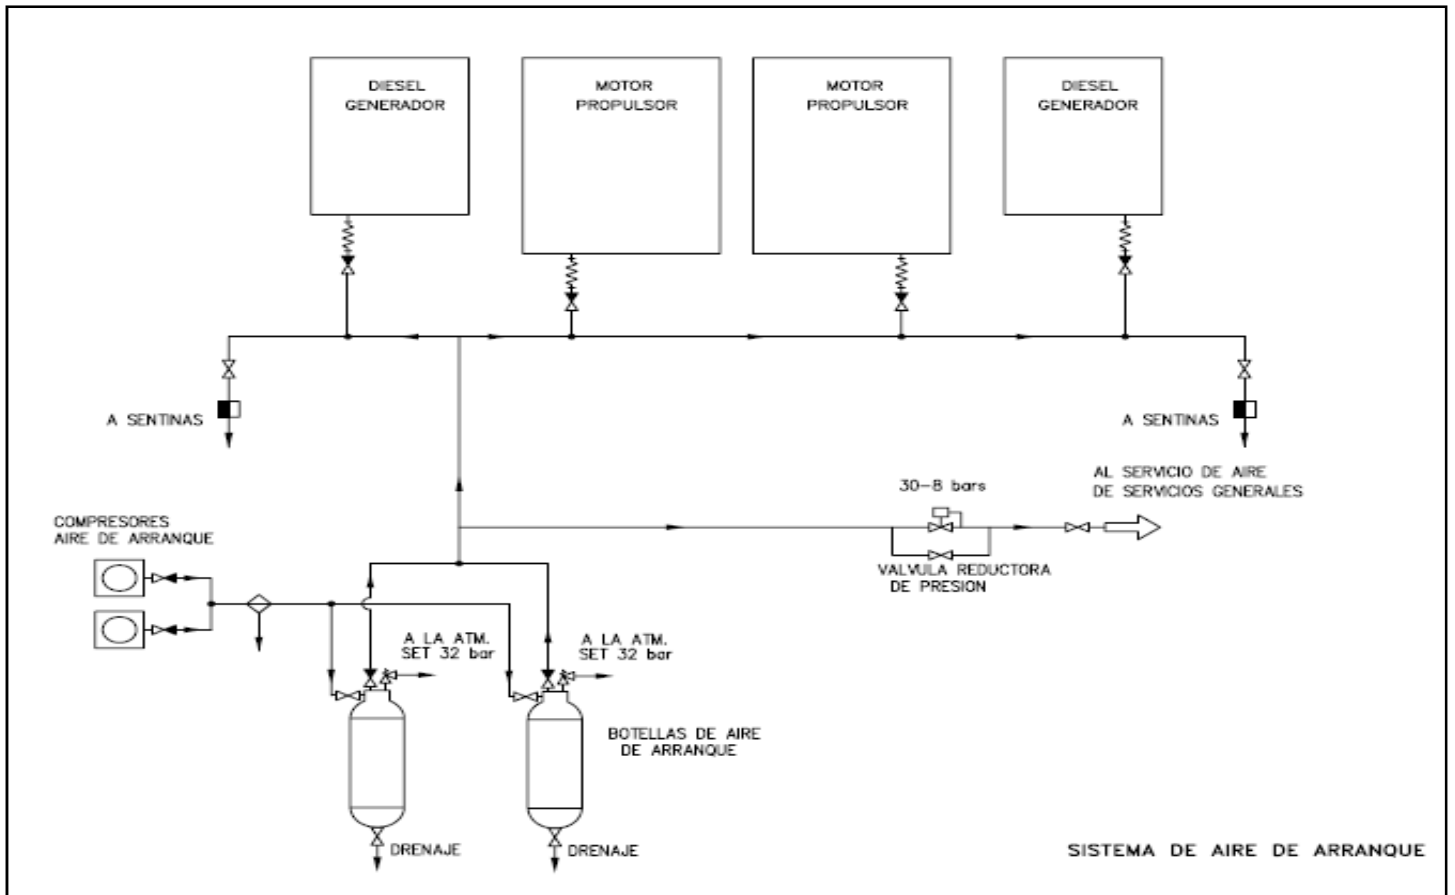 DIESEL
GENERADOR
MOTOR
PROPULSOR
MOTOR
PROPULSOR
DIESEL
GENERADOR
A SENTINAS
A SENTINAS
AL SERVICIO DE AIRE
DE SERVICIOS GENERALES
30-8 bars
VALVULA REDUCTORA
DE PRESION
COMPRESORES
AIRE DE ARRANQUE
A LA ATM.
SET 32 bar
A LA ATM.
SET 32 bar
BOTELLAS DE AIRE
DE ARRANQUE
DRENAJE
DRENAJE
SISTEMA DE AIRE DE ARRANQUE